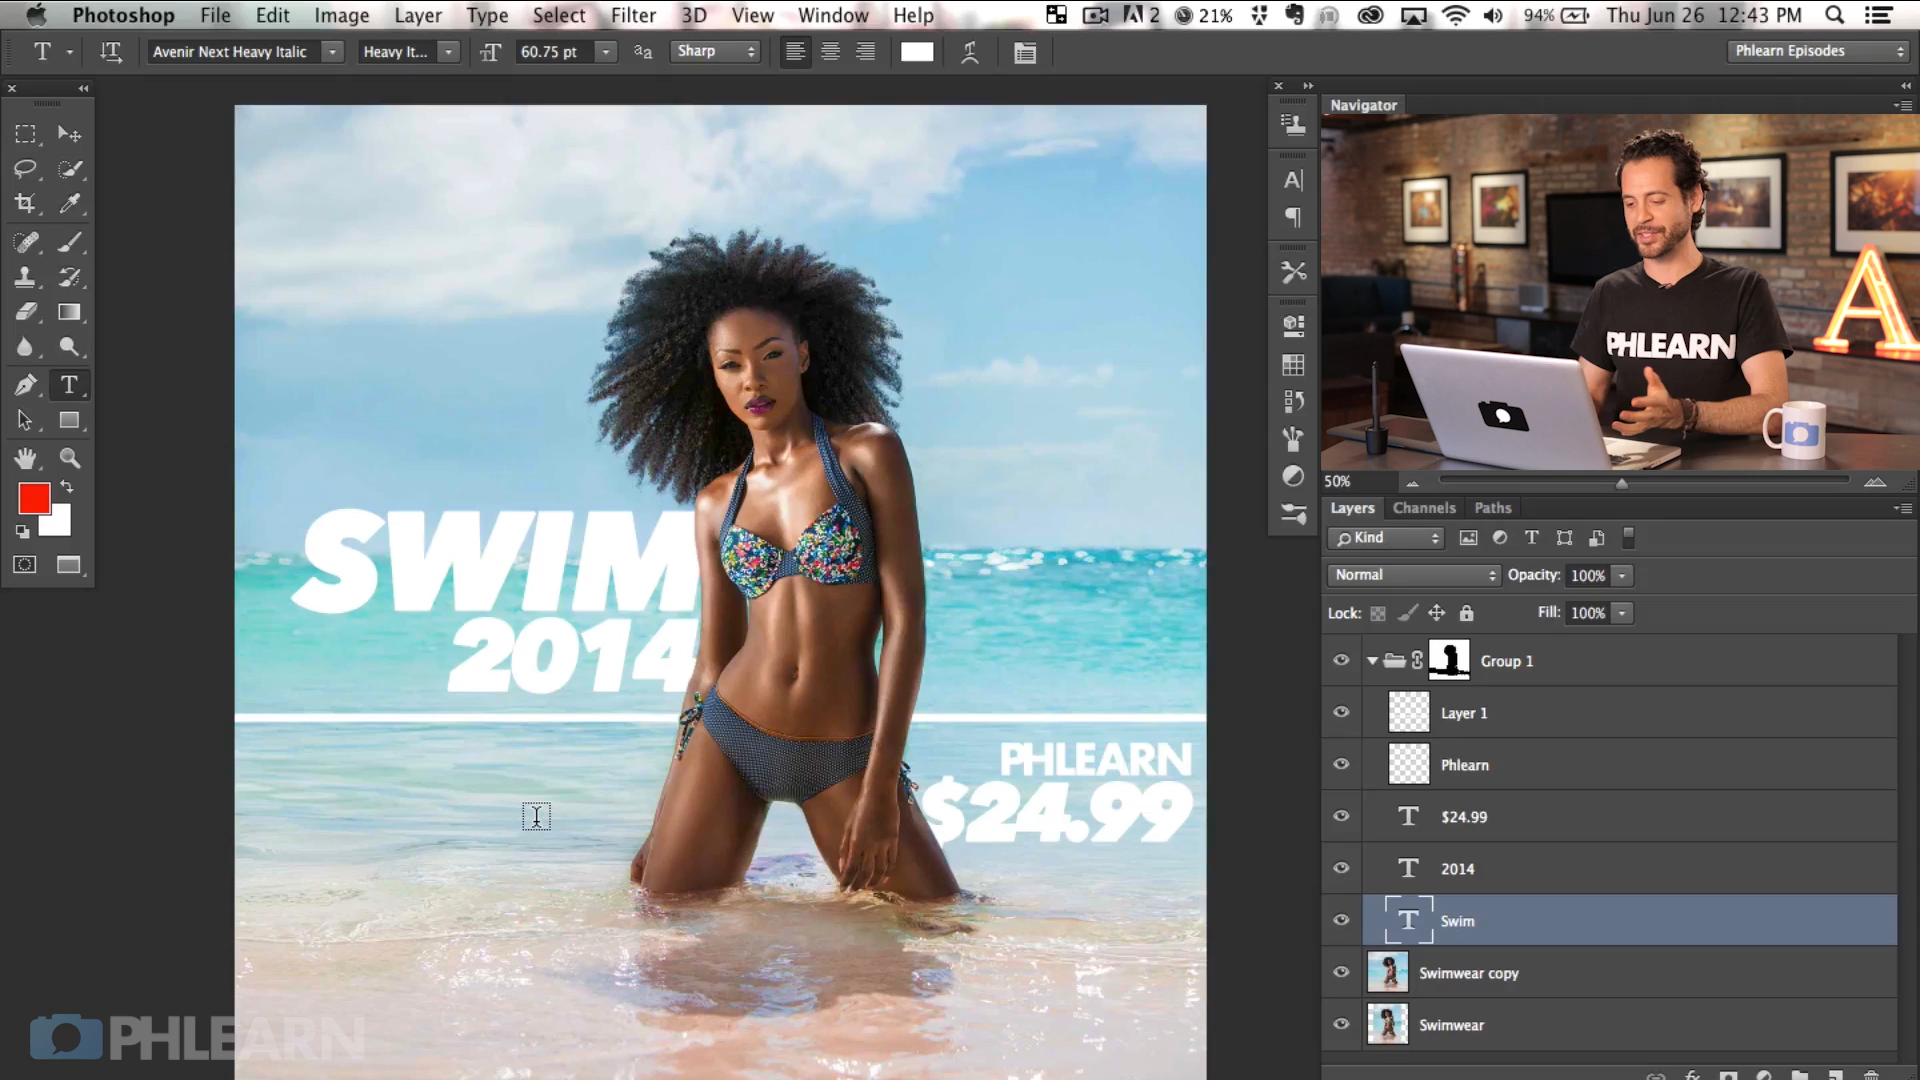 Photoshop File Edit Image Layer Type Select Filter 3D View Window Help 2 21% 94% Thu Jun 26 12:43 PM
T Avenir Next Heavy Italic Heavy It... 60.75 pt Sharp Phlearn Episodes
Navigator
PHLEARN
50%
Layers Channels Paths
Kind
Normal Opacity: 100%
Lock: Fill: 100%
Group 1
Layer 1
Phlearn
$24.99
2014
Swim
Swimwear copy
Swimwear
SWIM
2014
PHLEARN
$24.99
PHLEARN